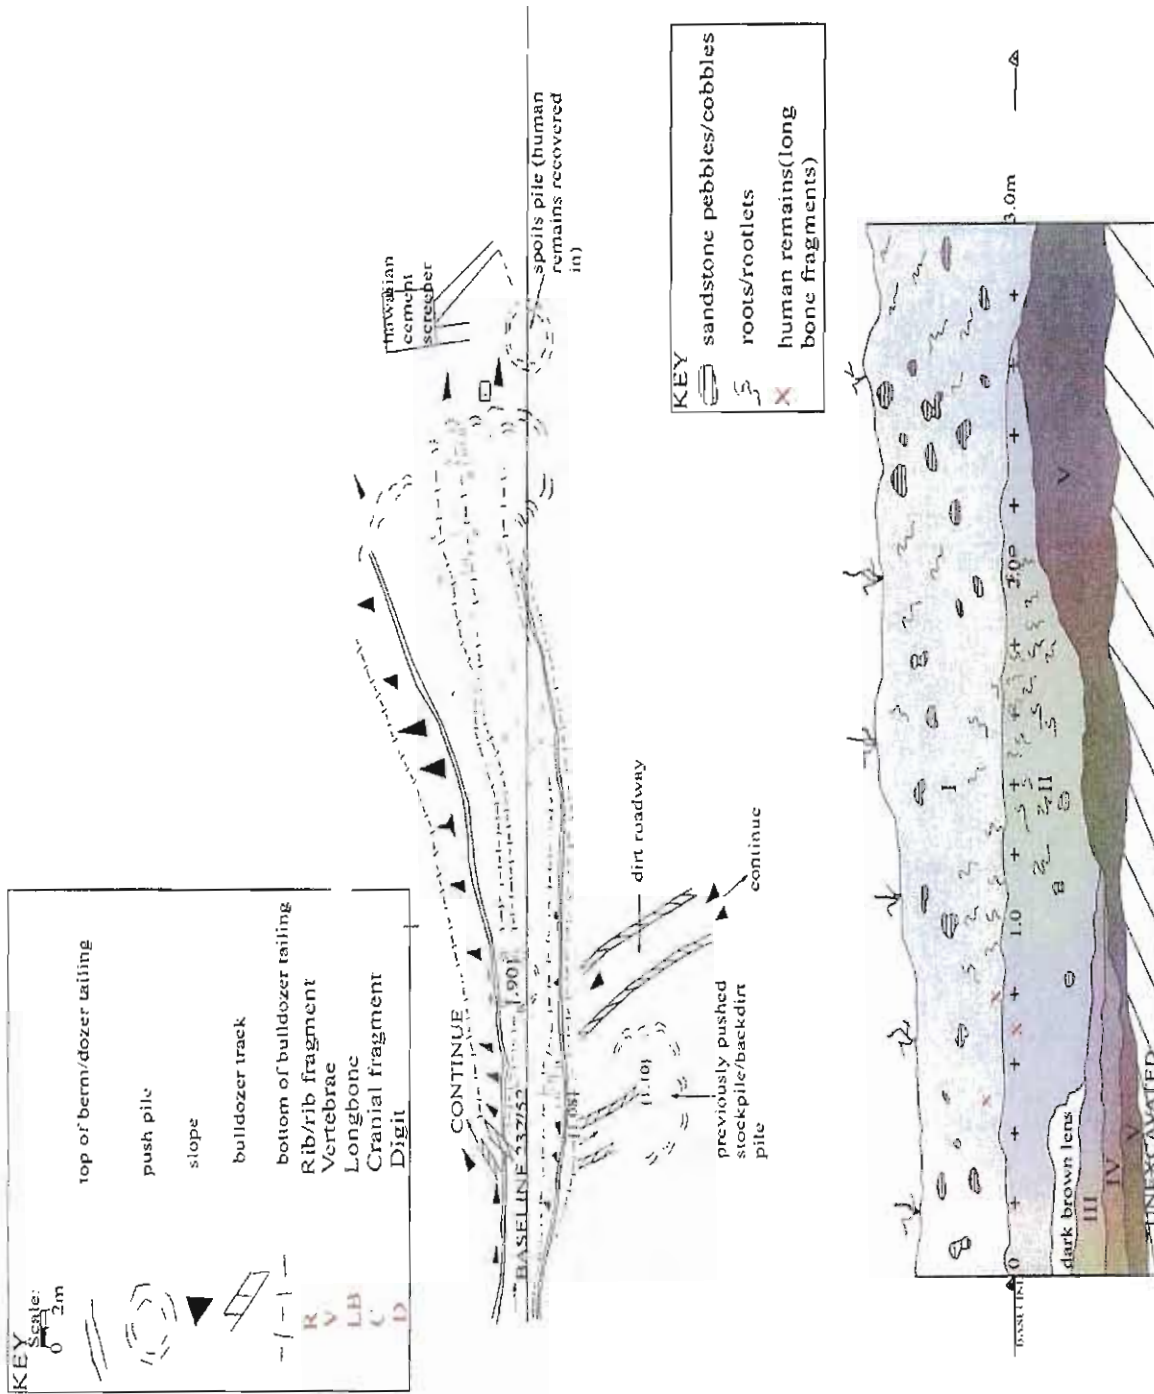 KEY
Scale:
0 2m
top of berm/dozer tailing
push pile
slope
bulldozer track
bottom of bulldozer tailing
R Rib/rib fragment
V Vertebrae
LB Longbone
C Cranial fragment
D Digit
CONTINUE
BASELINE 237/52
hawaiian
cement
screener
spoils pile (human
remains recovered
in)
dirt roadway
continue
previously pushed
stockpile/backdirt
pile
KEY
sandstone pebbles/cobbles
roots/rootlets
X human remains(long
bone fragments)
BASELINE
0
1.0
2.0
3.0m
I
II
dark brown lens
III
IV
V
V
UNEXCAVATED